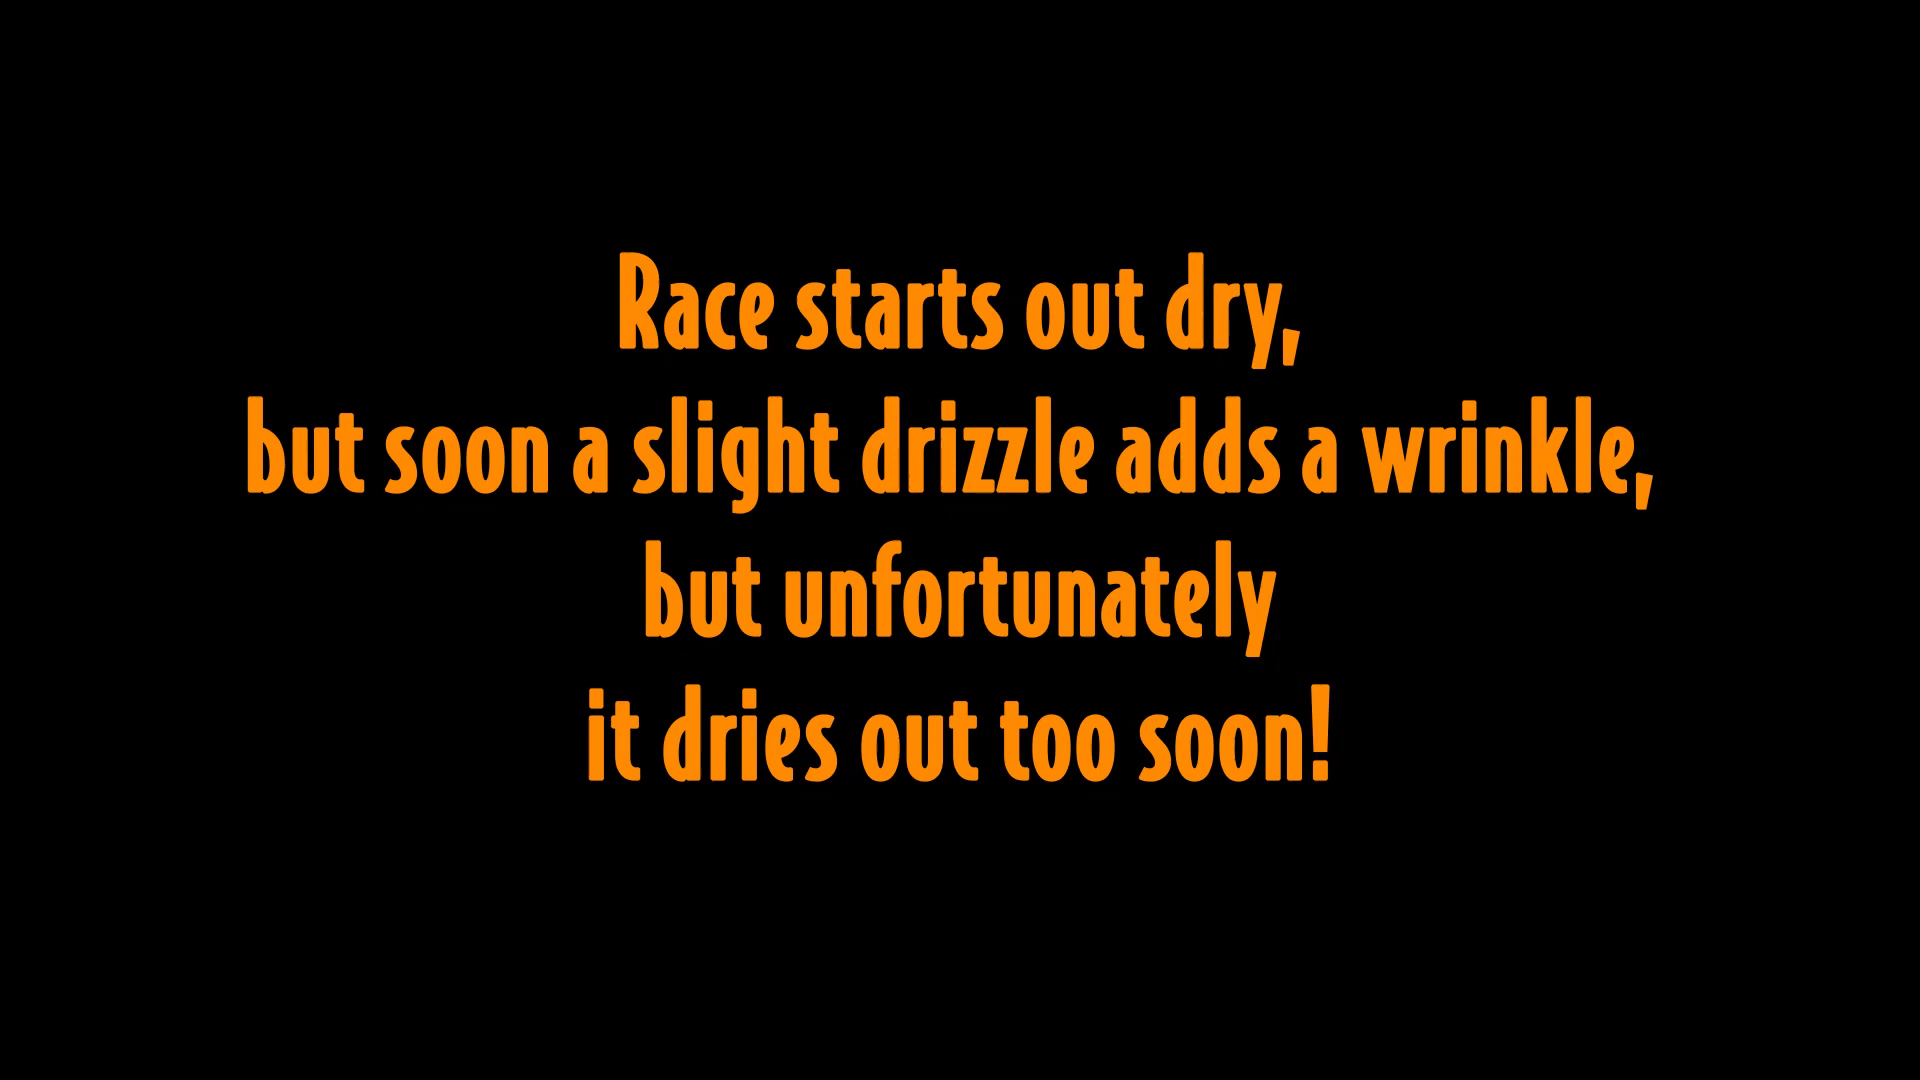 Race starts out dry,
but soon a slight drizzle adds a wrinkle,
but unfortunately
it dries out too soon!